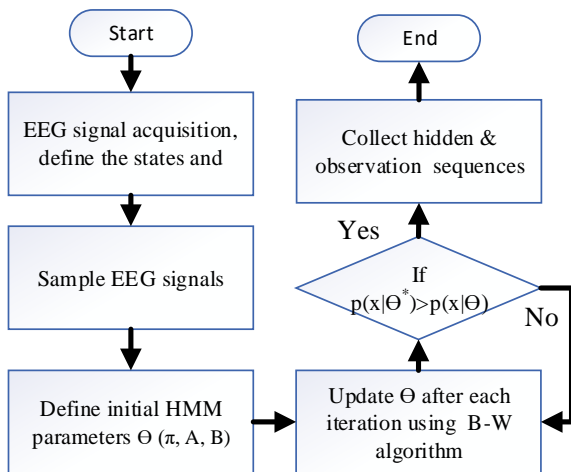 Start
EEG signal acquisition,
define the states and
Sample EEG signals
Define initial HMM
parameters Θ (π, A, B)
Update Θ after each
iteration using B-W
algorithm
If
p(x|Θ*)>p(x|Θ)
Yes
No
Collect hidden &
observation sequences
End